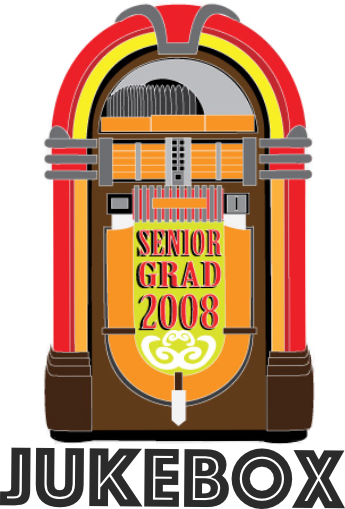 SENIOR
GRAD
2008
JUKEBOX